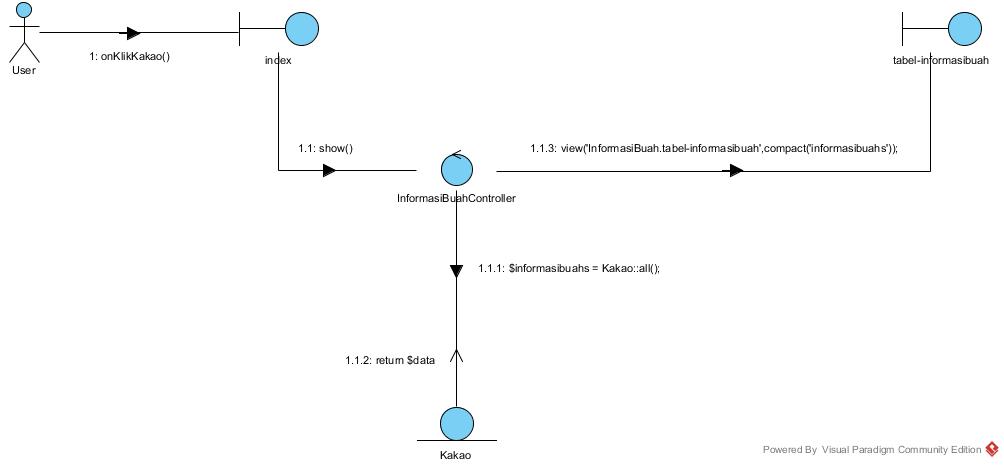 1: onKlikKakao()
User
index
tabel-informasibuah
1.1: show()
1.1.3: view('InformasiBuah.tabel-informasibuah',compact('informasibuahs'));
InformasiBuahController
1.1.1: $informasibuahs = Kakao::all();
1.1.2: return $data
Kakao
Powered By Visual Paradigm Community Edition